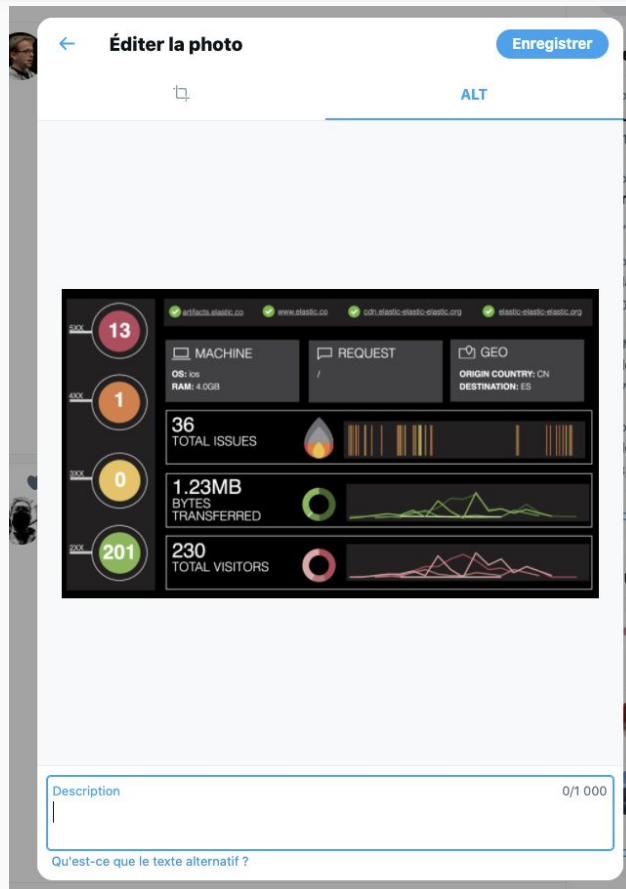 Éditer la photo
Enregistrer
ALT
5XX
13
4XX
1
3XX
0
2XX
201
artifacts.elastic.co
www.elastic.co
cdn.elastic-elastic-elastic.org
elastic-elastic-elastic.org
MACHINE
OS: ios
RAM: 4.0GB
REQUEST
/
GEO
ORIGIN COUNTRY: CN
DESTINATION: ES
36
TOTAL ISSUES
1.23MB
BYTES
TRANSFERRED
230
TOTAL VISITORS
Description
0/1 000
Qu'est-ce que le texte alternatif ?